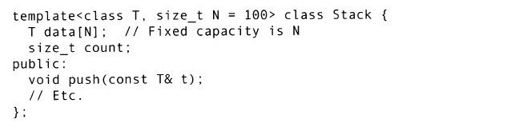 template<class T, size_t N = 100> class Stack {
  T data[N];  // Fixed capacity is N
  size_t count;
public:
  void push(const T& t);
  // Etc.
};